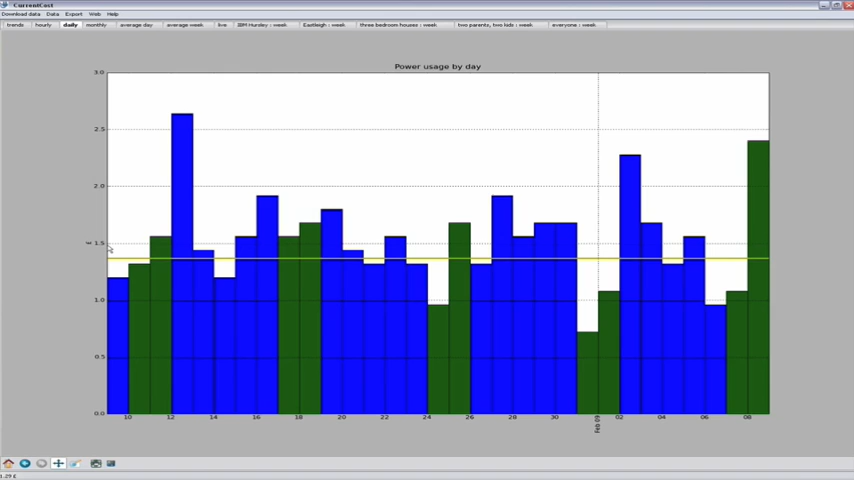 CurrentCost
Download data Data Export Web Help
trends hourly daily monthly average day average week live IBM Hursley : week Eastleigh : week three bedroom houses : week two parents, two kids : week everyone : week
Power usage by day
3.0
2.5
2.0
£ 1.5
1.0
0.5
0.0
10 12 14 16 18 20 22 24 26 28 30 Feb 09 02 04 06 08
1.29 £